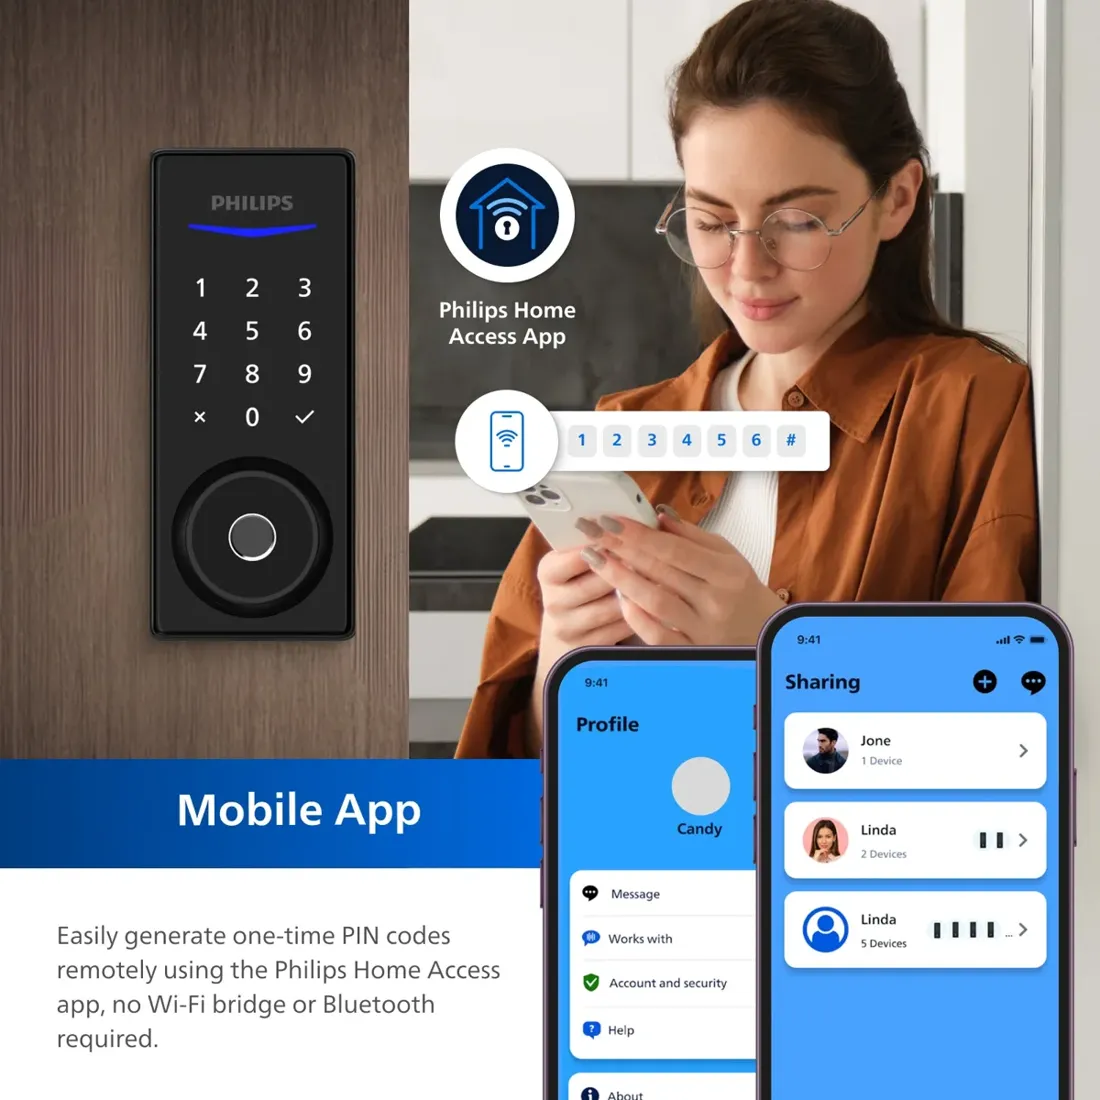 PHILIPS
1 2 3
4 5 6
7 8 9
× 0 ✓
Philips Home
Access App
1 2 3 4 5 6 #
Mobile App
Easily generate one-time PIN codes
remotely using the Philips Home Access
app, no Wi-Fi bridge or Bluetooth
required.
9:41
Profile
Candy
Message
Works with
Account and security
Help
About
9:41
Sharing
Jone
1 Device
Linda
2 Devices
Linda
5 Devices
...